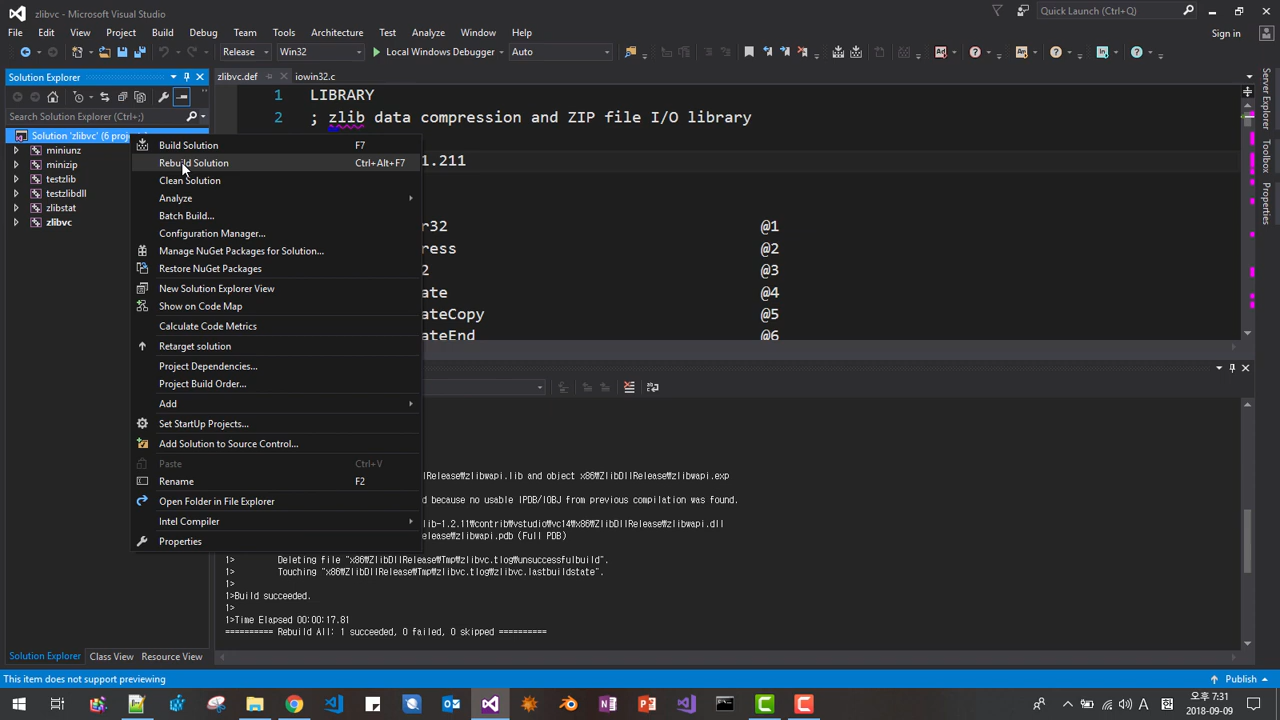 zlibvc - Microsoft Visual Studio
Quick Launch (Ctrl+Q)
File Edit View Project Build Debug Team Tools Architecture Test Analyze Window Help
Sign in
Release Win32 Local Windows Debugger Auto
Solution Explorer
Search Solution Explorer (Ctrl+;)
Solution 'zlibvc' (6 proj
miniunz
minizip
testzlib
testzlibdll
zlibstat
zlibvc
Build Solution F7
Rebuild Solution Ctrl+Alt+F7
Clean Solution
Analyze
Batch Build...
Configuration Manager...
Manage NuGet Packages for Solution...
Restore NuGet Packages
New Solution Explorer View
Show on Code Map
Calculate Code Metrics
Retarget solution
Project Dependencies...
Project Build Order...
Add
Set StartUp Projects...
Add Solution to Source Control...
Paste Ctrl+V
Rename F2
Open Folder in File Explorer
Intel Compiler
Properties
zlibvc.def iowin32.c
1 LIBRARY
2 ; zlib data compression and ZIP file I/O library
1.211
r32 @1
ress @2
2 @3
ate @4
ateCopy @5
ateEnd @6
llRelease₩zlibwapi.lib and object x86₩ZlibDllRelease₩zlibwapi.exp
d because no usable IPDB/IOBJ from previous compilation was found.
lib-1.2.11₩contrib₩vstudio₩vc14₩x86₩ZlibDllRelease₩zlibwapi.dll
elease₩zlibwapi.pdb (Full PDB)
1> Deleting file "x86₩ZlibDllRelease₩Tmp₩zlibvc.tlog₩unsuccessfulbuild".
1> Touching "x86₩ZlibDllRelease₩Tmp₩zlibvc.tlog₩zlibvc.lastbuildstate".
1>
1>Build succeeded.
1>
1>Time Elapsed 00:00:17.81
========== Rebuild All: 1 succeeded, 0 failed, 0 skipped ==========
Server Explorer
Toolbox
Properties
Solution Explorer Class View Resource View
This item does not support previewing
Publish
A
오후 7:31
2018-09-09